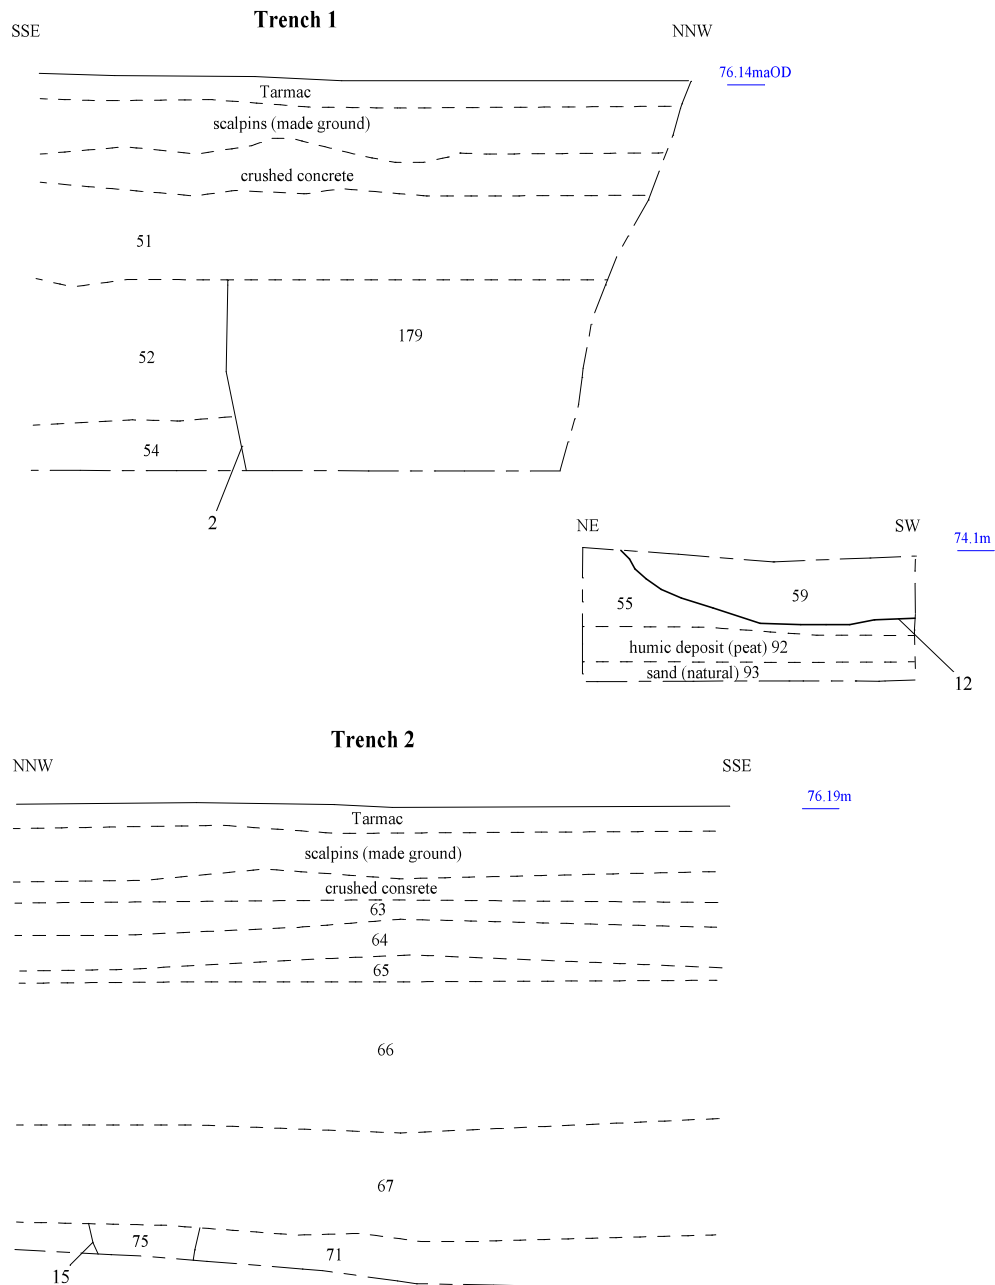 Trench 1
SSE
NNW
76.14maOD
Tarmac
scalpins (made ground)
crushed concrete
51
179
52
54
2
NE
SW
74.1m
59
55
humic deposit (peat) 92
sand (natural) 93
12
Trench 2
NNW
SSE
76.19m
Tarmac
scalpins (made ground)
crushed consrete
63
64
65
66
67
75
71
15